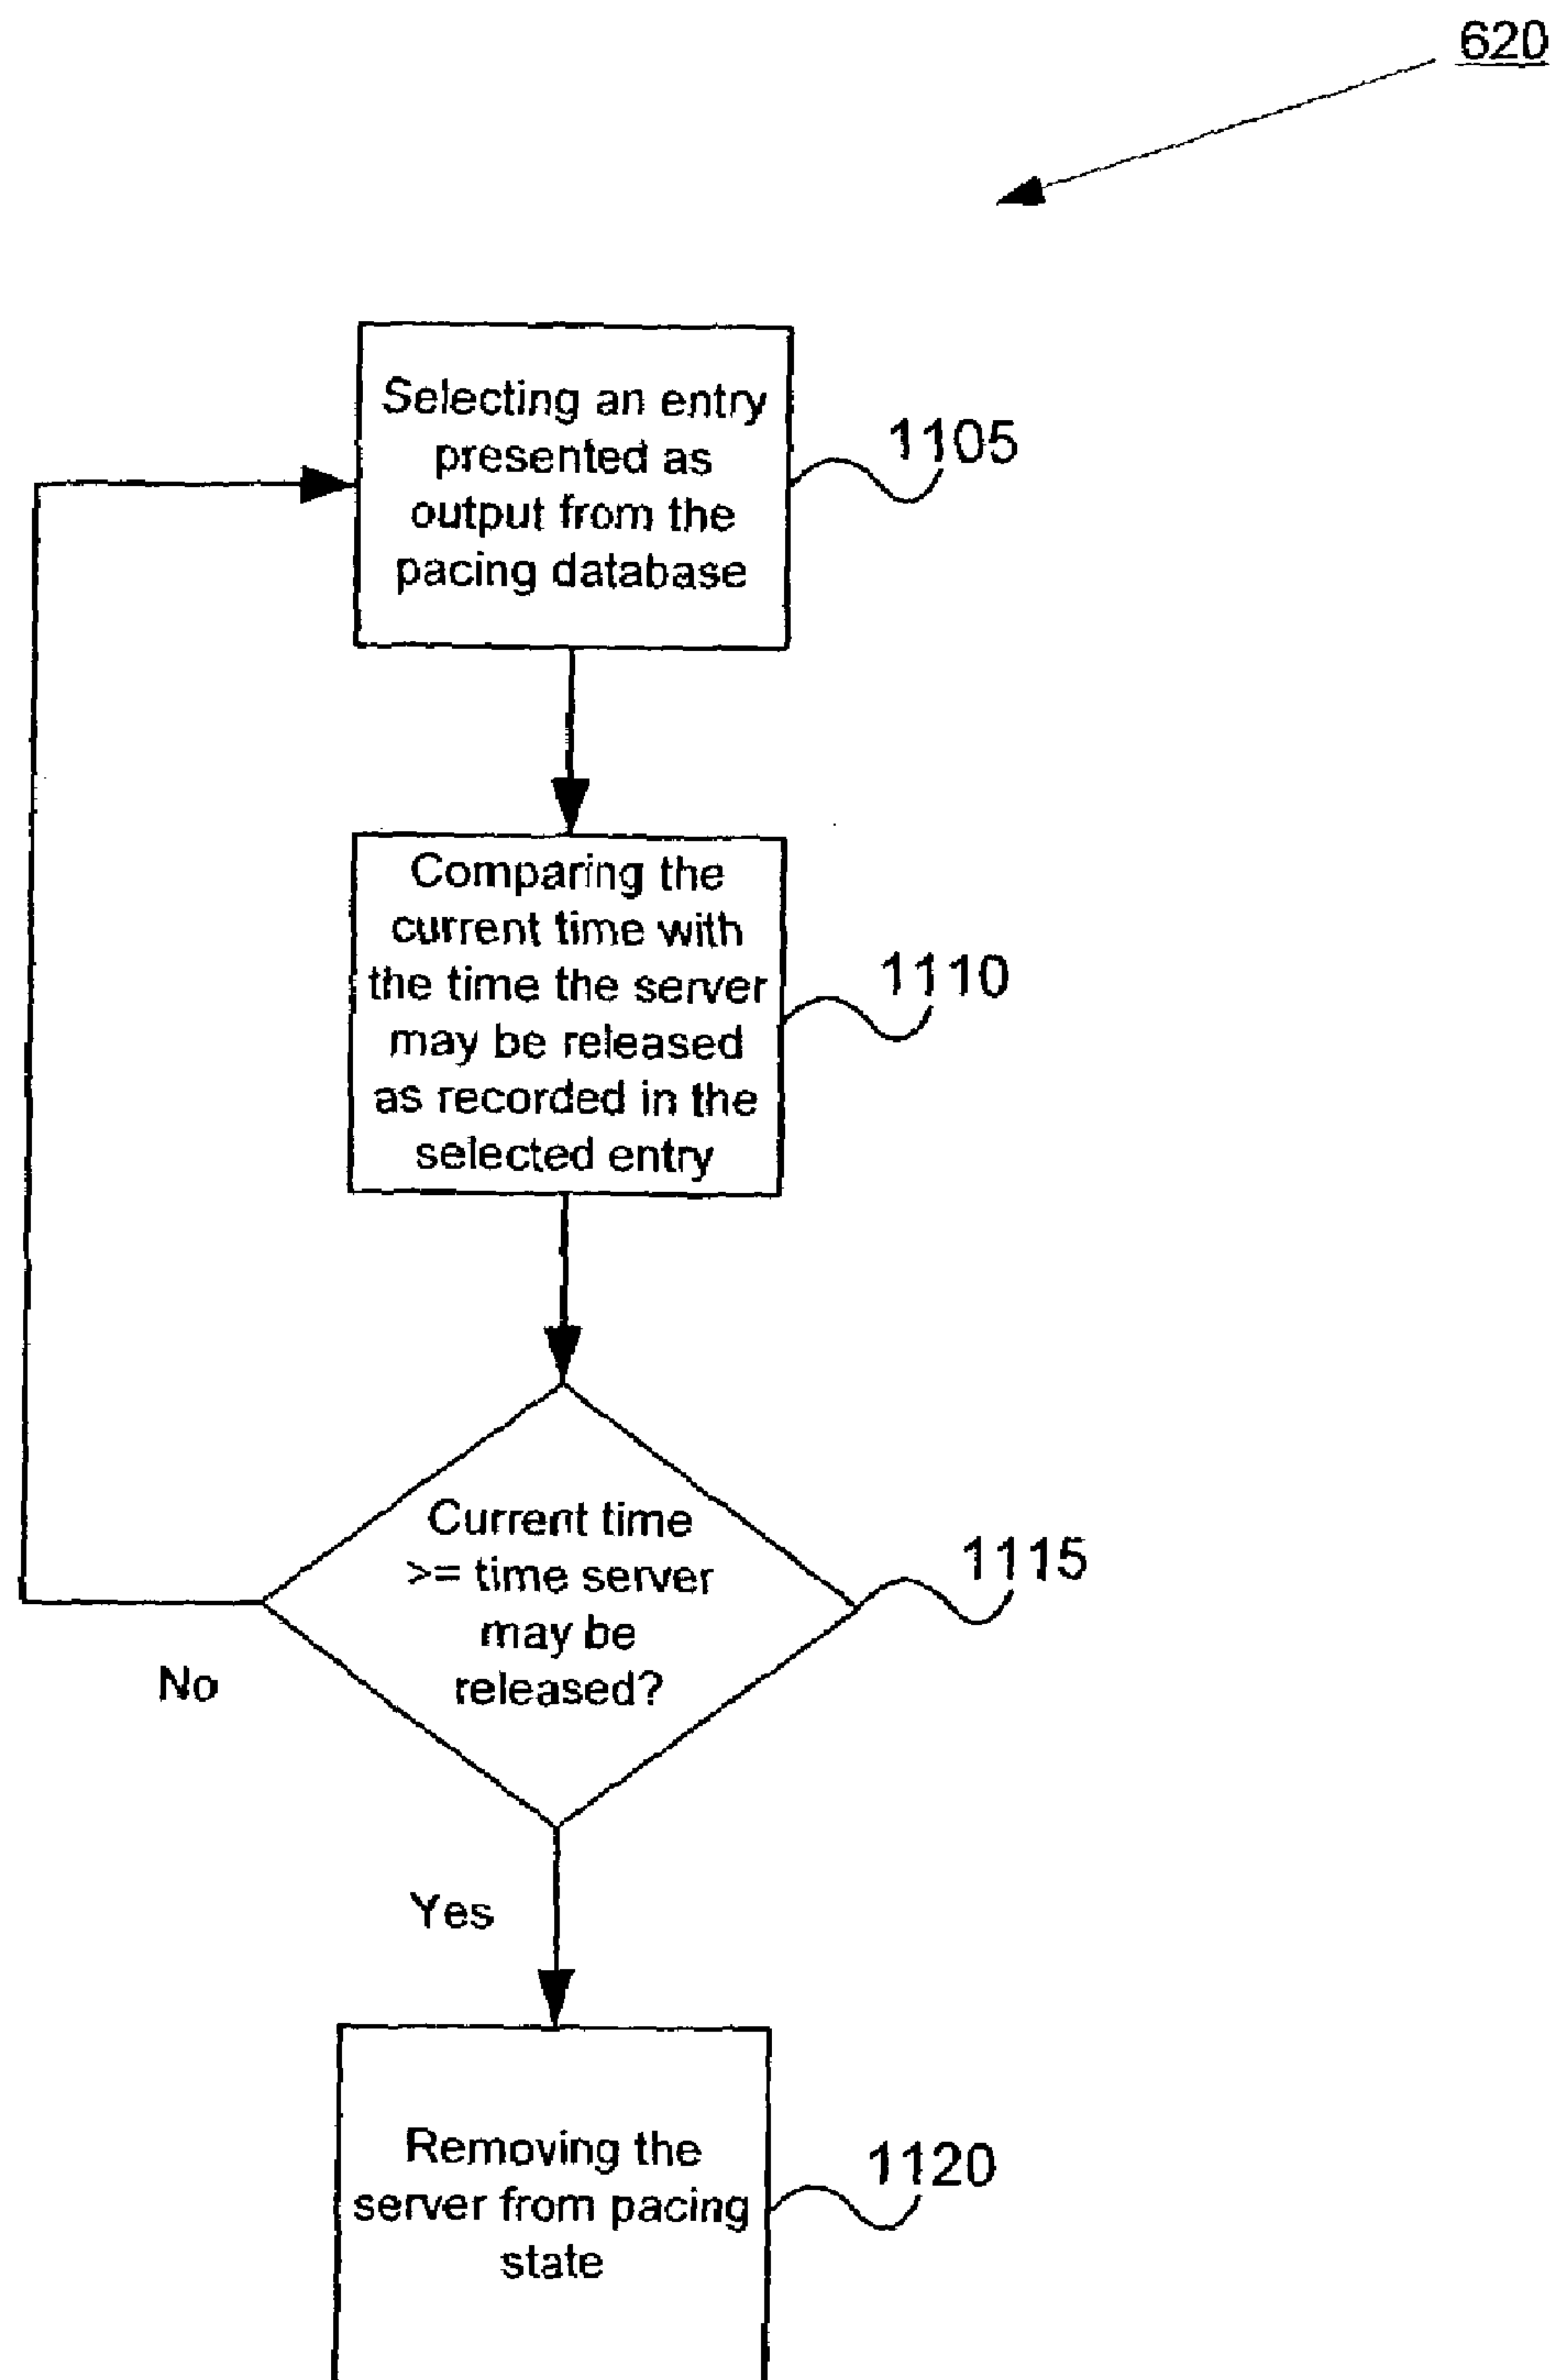 620
Selecting an entry
presented as
output from the
pacing database
1105
Comparing the
current time with
the time the server
may be released
as recorded in the
selected entry
1110
Current time
>= time server
may be
released?
1115
No
Yes
Removing the
server from pacing
state
1120